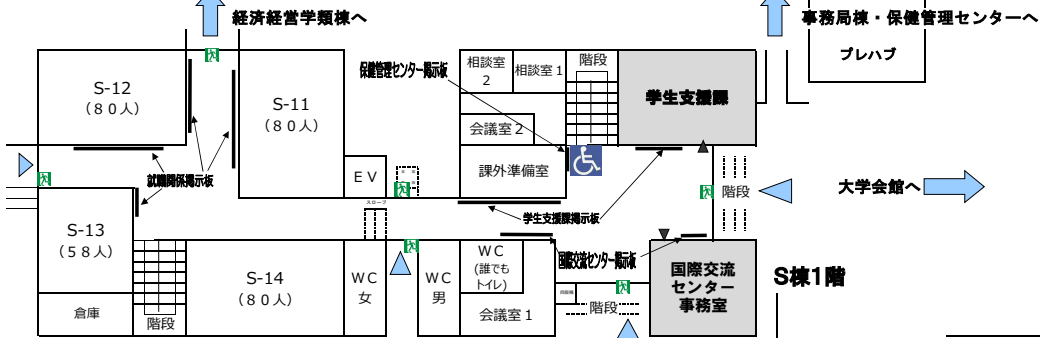 経済経営学類棟へ
事務局棟・保健管理センターへ
プレハブ
S-12
(80人)
S-11
(80人)
保健管理センター掲示板
相談室
2
相談室1
階段
学生支援課
会議室2
課外準備室
就職関係掲示板
EV
スロープ
階段
大学会館へ
学生支援課掲示板
国際交流センター掲示板
S-13
(58人)
倉庫
階段
S-14
(80人)
WC
女
WC
男
WC
(誰でも
トイレ)
会議室1
階段
国際交流
センター
事務室
S棟1階